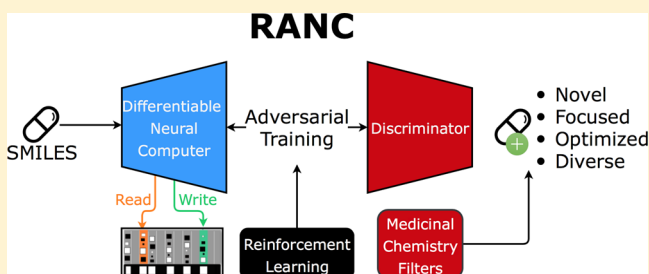 RANC
SMILES
Differentiable
Neural
Computer
Adversarial
Training
Discriminator
Novel
Focused
Optimized
Diverse
Read
Write
Reinforcement
Learning
Medicinal
Chemistry
Filters